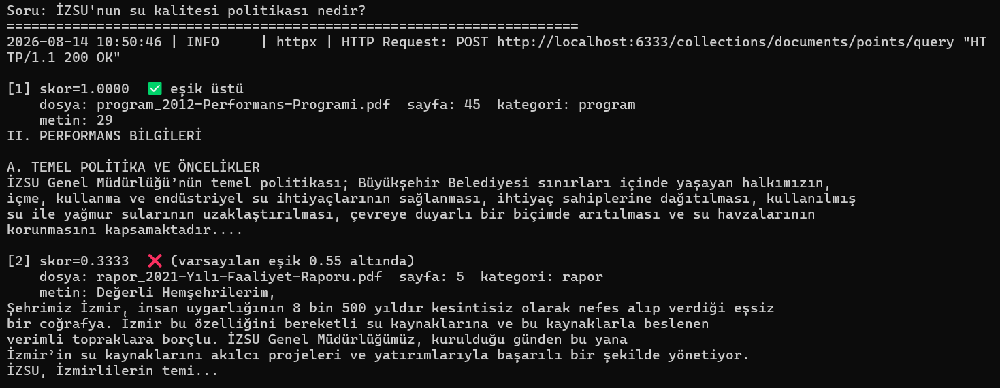 Soru: İZSU'nun su kalitesi politikası nedir?
======================================================================
2026-08-14 10:50:46 | INFO     | httpx | HTTP Request: POST http://localhost:6333/collections/documents/points/query "HT
TP/1.1 200 OK"

[1] skor=1.0000  ✅ eşik üstü
    dosya: program_2012-Performans-Programi.pdf  sayfa: 45  kategori: program
    metin: 29
II. PERFORMANS BİLGİLERİ

A. TEMEL POLİTİKA VE ÖNCELİKLER
İZSU Genel Müdürlüğü’nün temel politikası; Büyükşehir Belediyesi sınırları içinde yaşayan halkımızın,
içme, kullanma ve endüstriyel su ihtiyaçlarının sağlanması, ihtiyaç sahiplerine dağıtılması, kullanılmış
su ile yağmur sularının uzaklaştırılması, çevreye duyarlı bir biçimde arıtılması ve su havzalarının
korunmasını kapsamaktadır....

[2] skor=0.3333  ❌ (varsayılan eşik 0.55 altında)
    dosya: rapor_2021-Yılı-Faaliyet-Raporu.pdf  sayfa: 5  kategori: rapor
    metin: Değerli Hemşehrilerim,
Şehrimiz İzmir, insan uygarlığının 8 bin 500 yıldır kesintisiz olarak nefes alıp verdiği eşsiz
bir coğrafya. İzmir bu özelliğini bereketli su kaynaklarına ve bu kaynaklarla beslenen
verimli topraklara borçlu. İZSU Genel Müdürlüğümüz, kurulduğu günden bu yana
İzmir’in su kaynaklarını akılcı projeleri ve yatırımlarıyla başarılı bir şekilde yönetiyor.
İZSU, İzmirlilerin temi...